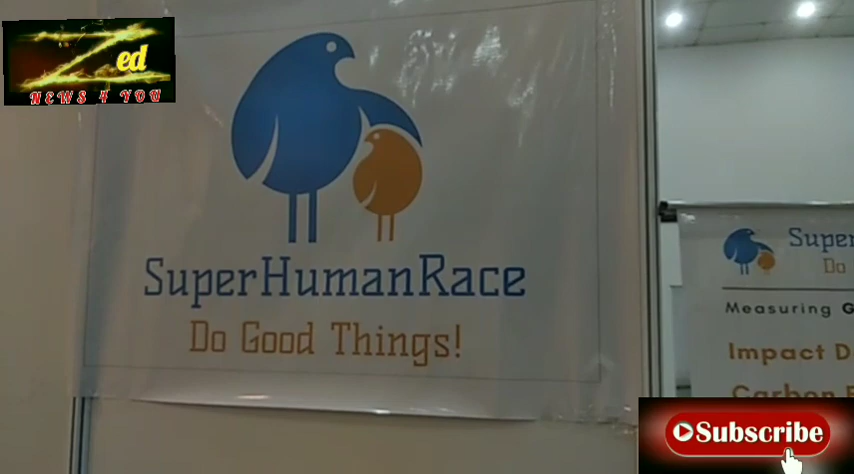 Zed
NEWS 4 YOU
SuperHumanRace
Do Good Things!
Super
Do
Measuring G
Impact D
Carbon
Subscribe